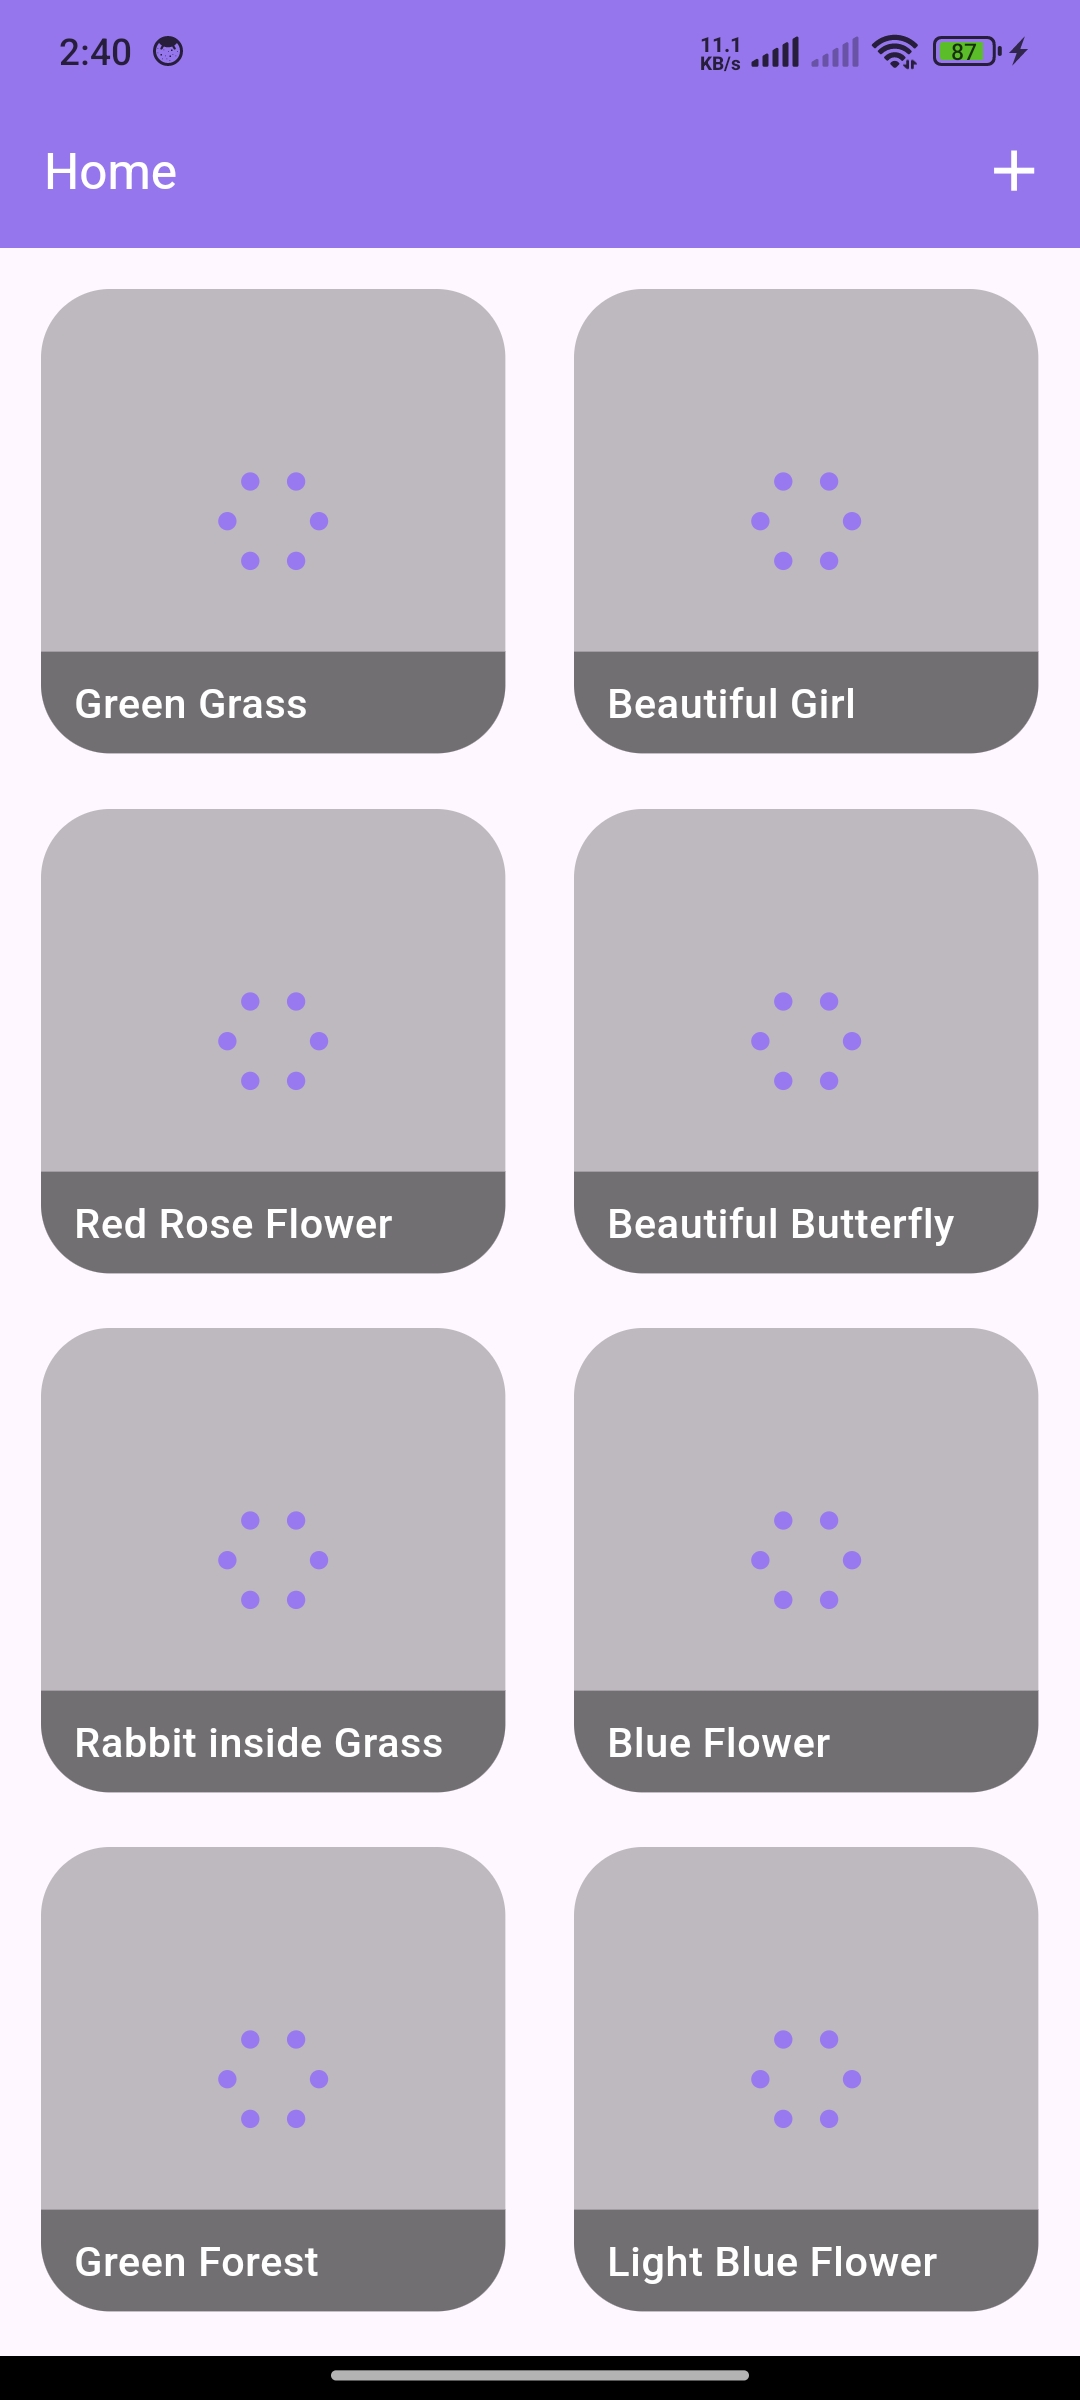 2:40
11.1
KB/s
87
Home
Green Grass
Beautiful Girl
Red Rose Flower
Beautiful Butterfly
Rabbit inside Grass
Blue Flower
Green Forest
Light Blue Flower